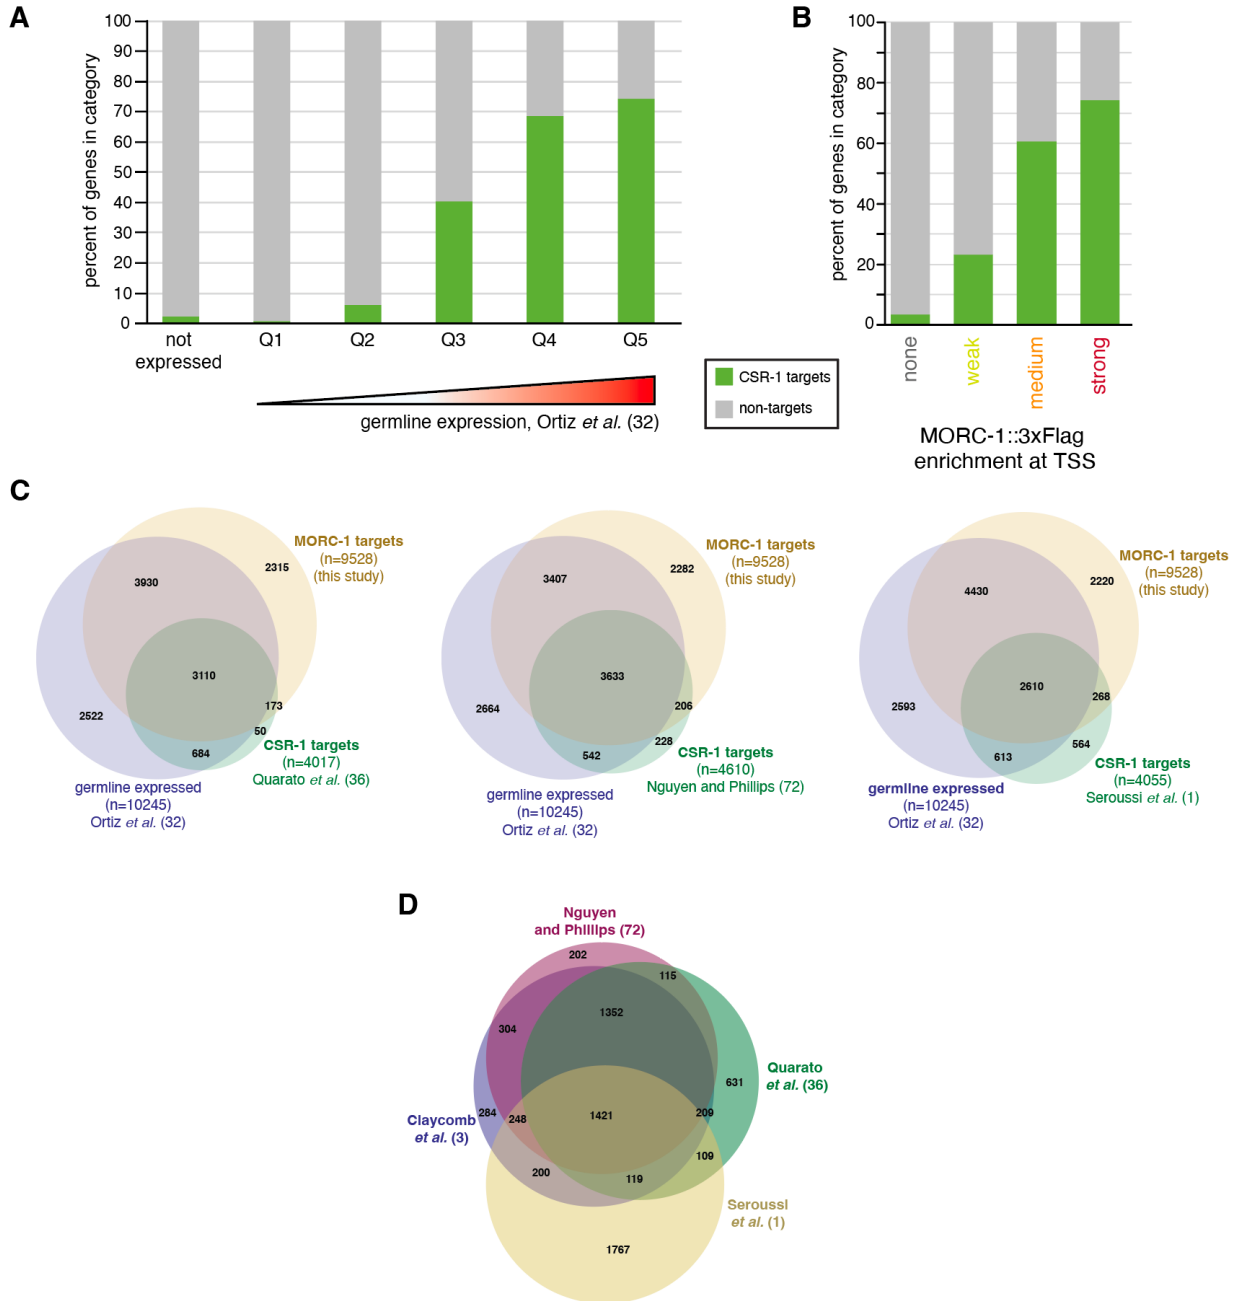 A
percent of genes in category
100
90
80
70
60
50
40
30
20
10
0
not
expressed
Q1
Q2
Q3
Q4
Q5
germline expression, Ortiz et al. (32)
CSR-1 targets
non-targets
B
percent of genes in category
100
80
60
40
20
0
none
weak
medium
strong
MORC-1::3xFlag
enrichment at TSS
C
MORC-1 targets
(n=9528)
(this study)
2315
3930
3110
2522
173
50
684
CSR-1 targets
(n=4017)
Quarato et al. (36)
germline expressed
(n=10245)
Ortiz et al. (32)
MORC-1 targets
(n=9528)
(this study)
2282
3407
3633
2664
206
228
542
CSR-1 targets
(n=4610)
Nguyen and Phillips (72)
germline expressed
(n=10245)
Ortiz et al. (32)
MORC-1 targets
(n=9528)
(this study)
2220
4430
2610
2593
268
564
613
CSR-1 targets
(n=4055)
Seroussi et al. (1)
germline expressed
(n=10245)
Ortiz et al. (32)
D
Nguyen
and Phillips (72)
202
115
1352
304
Quarato
et al. (36)
631
Claycomb
et al. (3)
284
248
1421
209
109
200
119
Seroussi
et al. (1)
1767